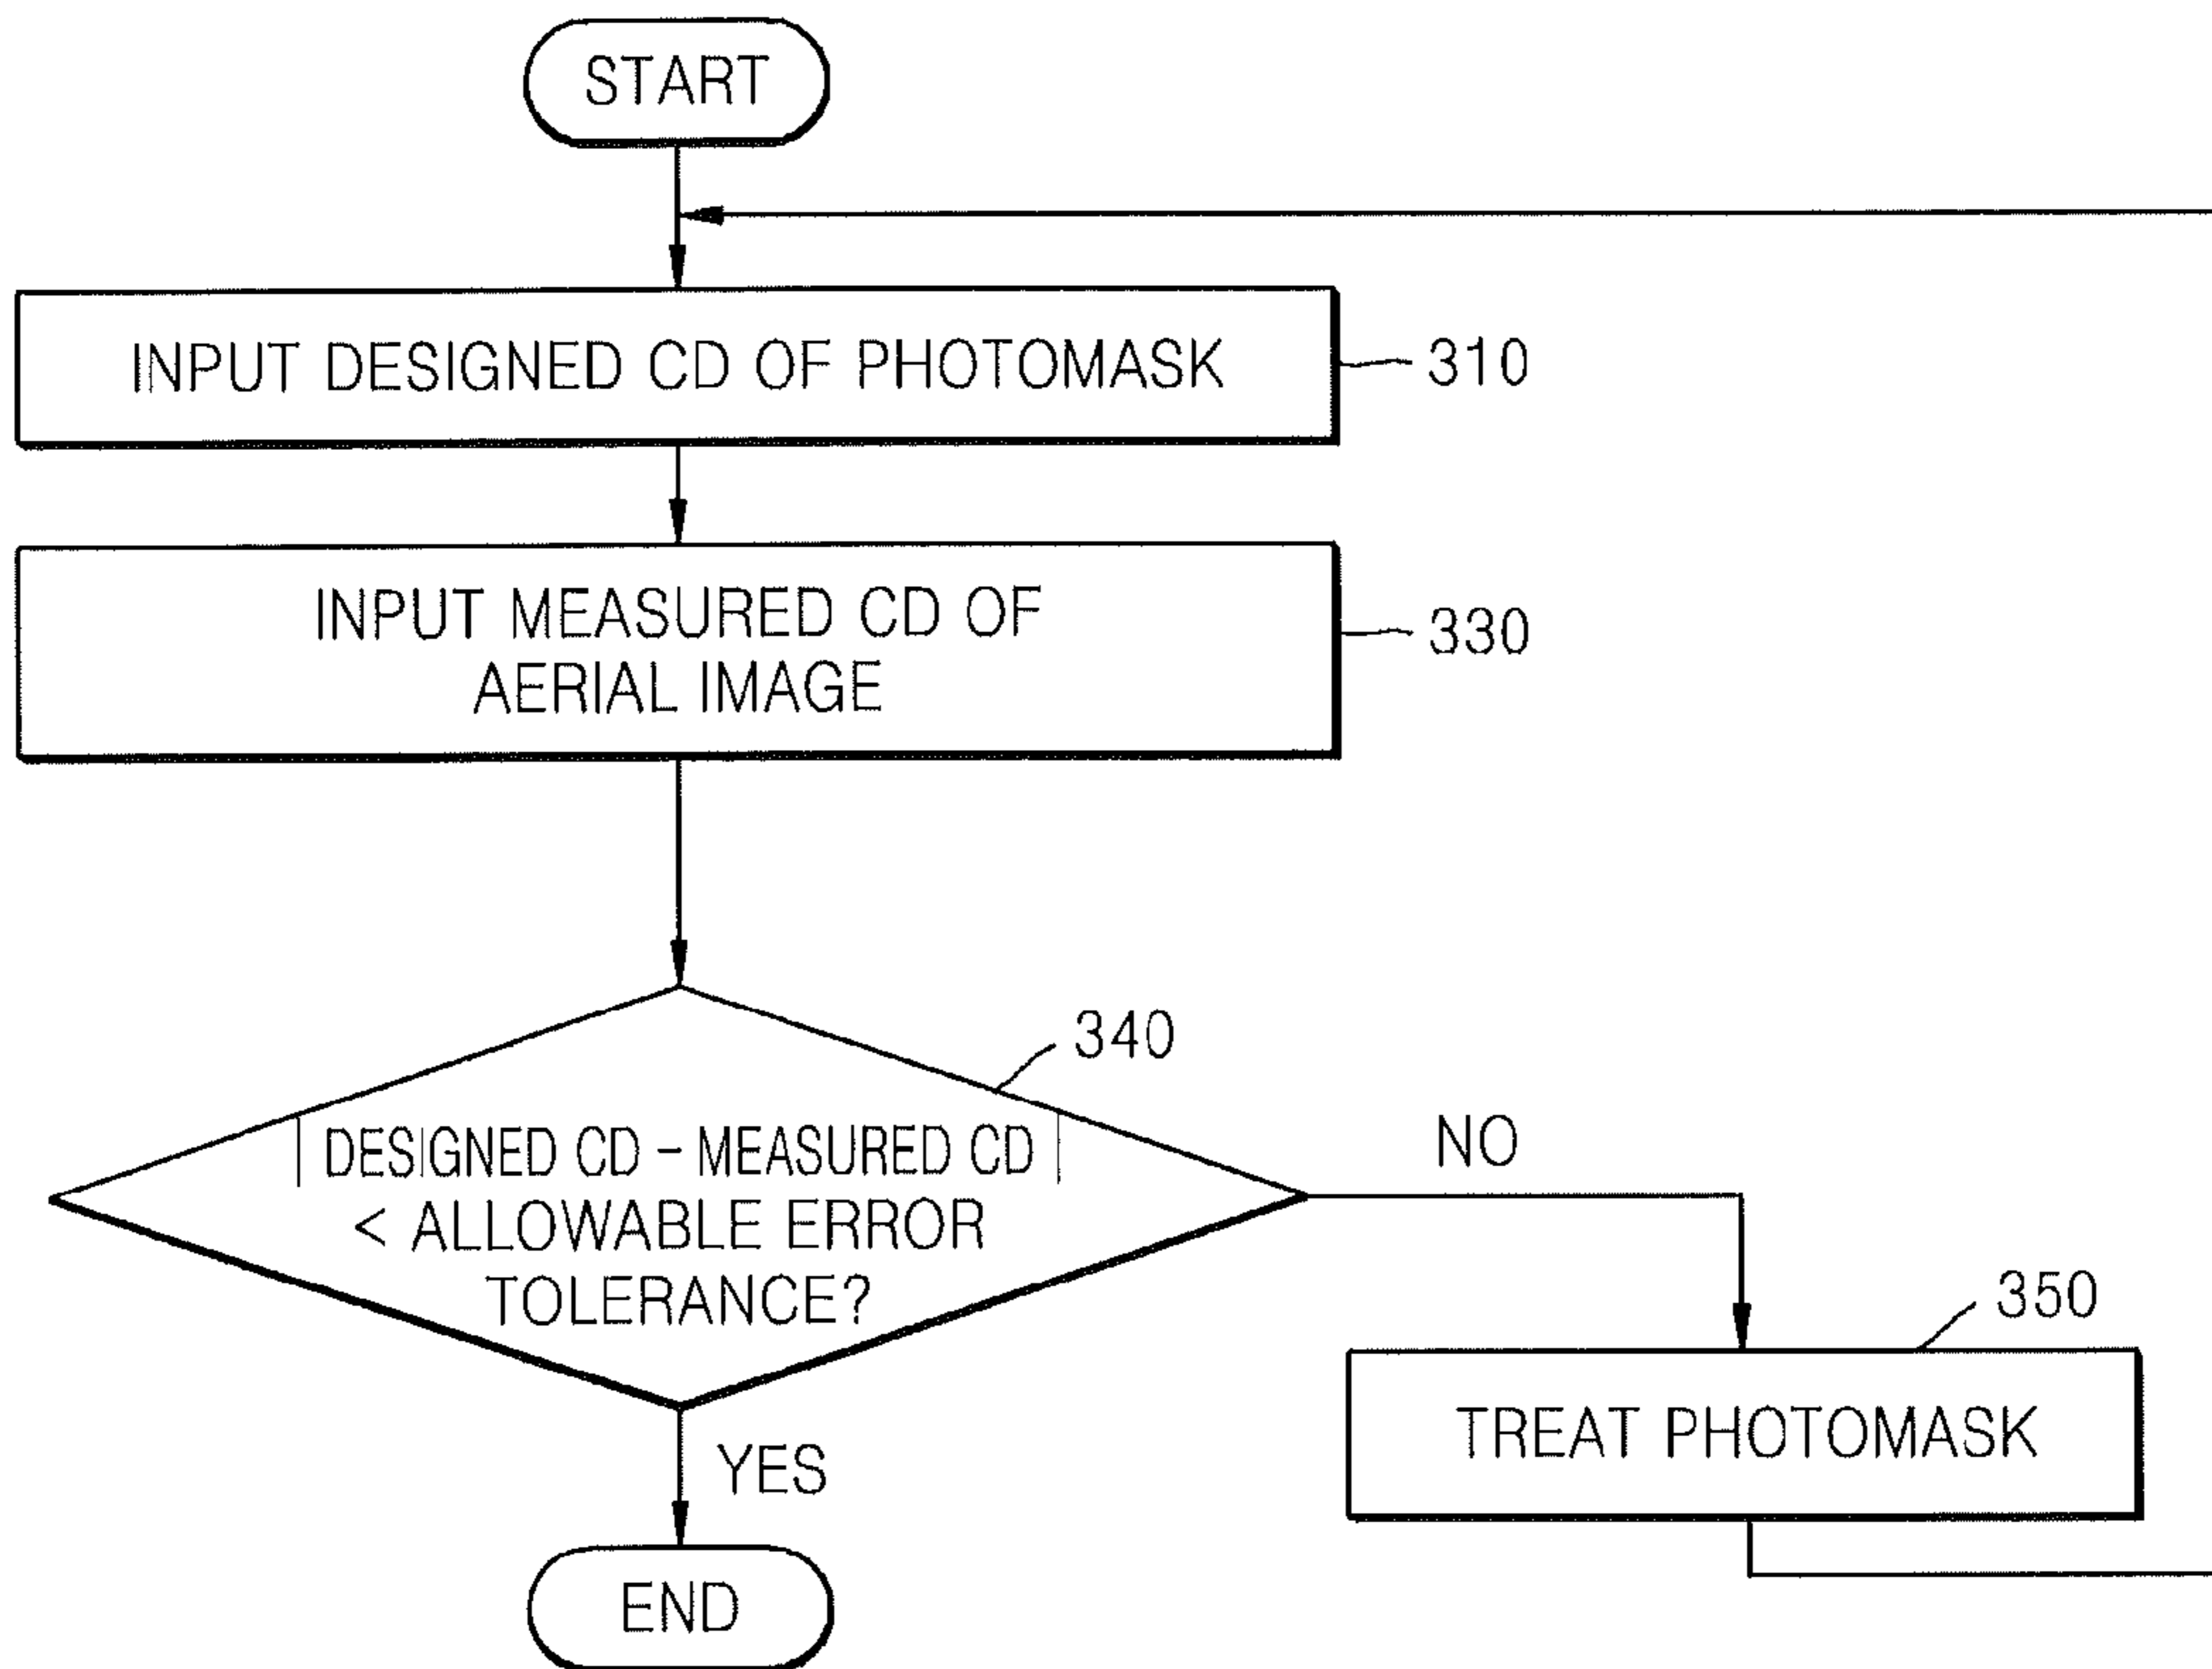 START
INPUT DESIGNED CD OF PHOTOMASK
310
INPUT MEASURED CD OF
AERIAL IMAGE
330
340
| DESIGNED CD - MEASURED CD |
< ALLOWABLE ERROR
TOLERANCE?
NO
350
TREAT PHOTOMASK
YES
END